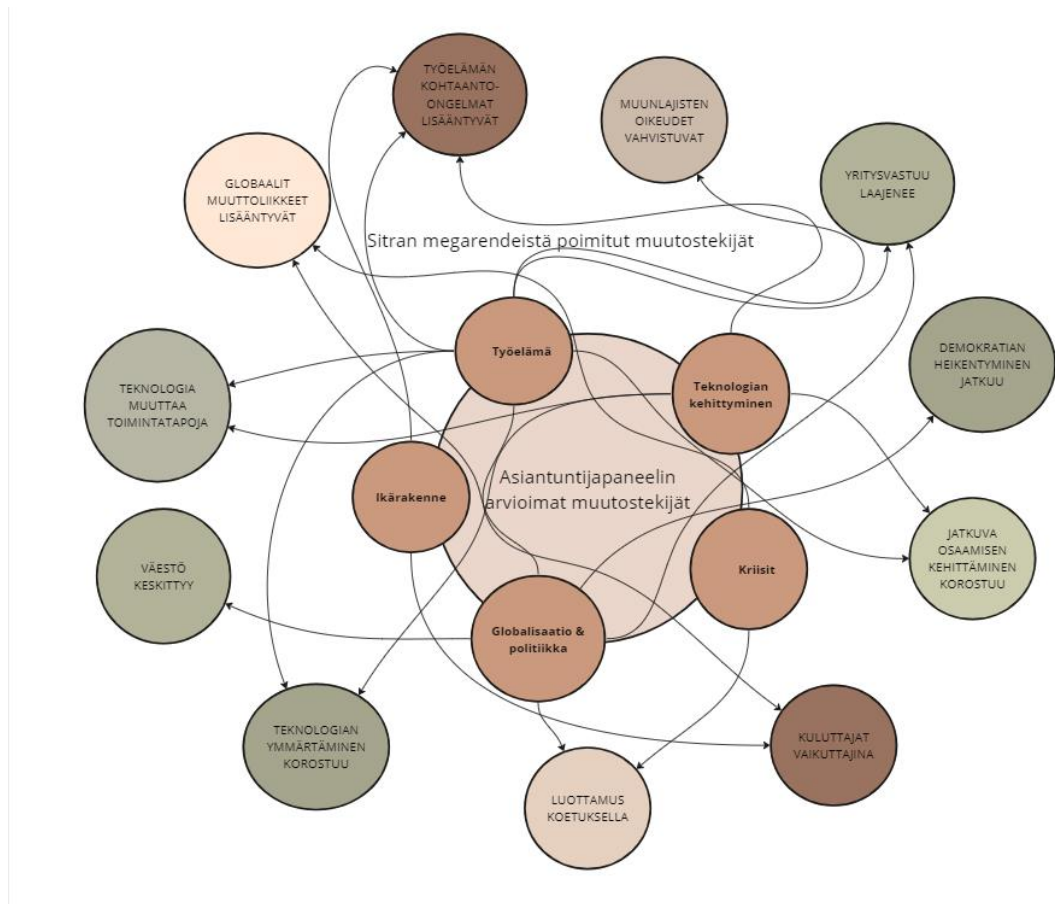 TYÖELÄMÄN
KOHTAANTO-
ONGELMAT
LISÄÄNTYVÄT
MUUNLAJISTEN
OIKEUDET
VAHVISTUVAT
YRITYSVASTUU
LAAJENEE
GLOBAALIT
MUUTTOLIIKKEET
LISÄÄNTYVÄT
Sitran megarendeistä poimitut muutostekijät
Työelämä
Teknologian
kehittyminen
DEMOKRATIAN
HEIKENTYMINEN
JATKUU
TEKNOLOGIA
MUUTTAA
TOIMINTATAPOJA
Asiantuntijapaneelin
arvioimat muutostekijät
Ikärakenne
Kriisit
JATKUVA
OSAAMISEN
KEHITTÄMINEN
KOROSTUU
VÄESTÖ
KESKITTYY
Globalisaatio &
politiikka
TEKNOLOGIAN
YMMÄRTÄMINEN
KOROSTUU
KULUTTAJAT
VAIKUTTAJINA
LUOTTAMUS
KOETUKSELLA